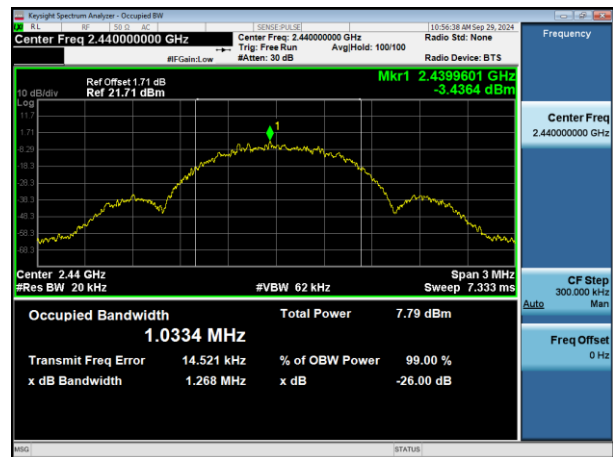 Keysight Spectrum Analyzer - Occupied BW
RL RF 50 Ω AC SENSE:PULSE 10:56:38 AM Sep 29, 2024
Center Freq 2.440000000 GHz Center Freq: 2.440000000 GHz Radio Std: None Frequency
Trig: Free Run Avg|Hold: 100/100
#IFGain:Low #Atten: 30 dB Radio Device: BTS
Ref Offset 1.71 dB Mkr1 2.4399601 GHz
10 dB/div Ref 21.71 dBm -3.4364 dBm
Log
11.7
1
1.71
-8.29
-18.3
-28.3
-38.3
-48.3
-58.3
-68.3
Center Freq
2.440000000 GHz
Center 2.44 GHz Span 3 MHz
#Res BW 20 kHz #VBW 62 kHz Sweep 7.333 ms
CF Step
300.000 kHz
Auto Man
Occupied Bandwidth Total Power 7.79 dBm
1.0334 MHz
Transmit Freq Error 14.521 kHz % of OBW Power 99.00 %
x dB Bandwidth 1.268 MHz x dB -26.00 dB
Freq Offset
0 Hz
MSG STATUS